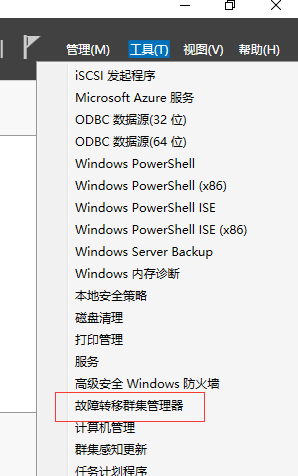 管理(M) 工具(T) 视图(V) 帮助(H)
iSCSI 发起程序
Microsoft Azure 服务
ODBC 数据源(32 位)
ODBC 数据源(64 位)
Windows PowerShell
Windows PowerShell (x86)
Windows PowerShell ISE
Windows PowerShell ISE (x86)
Windows Server Backup
Windows 内存诊断
本地安全策略
磁盘清理
打印管理
服务
高级安全 Windows 防火墙
故障转移群集管理器
计算机管理
群集感知更新
任务计划程序